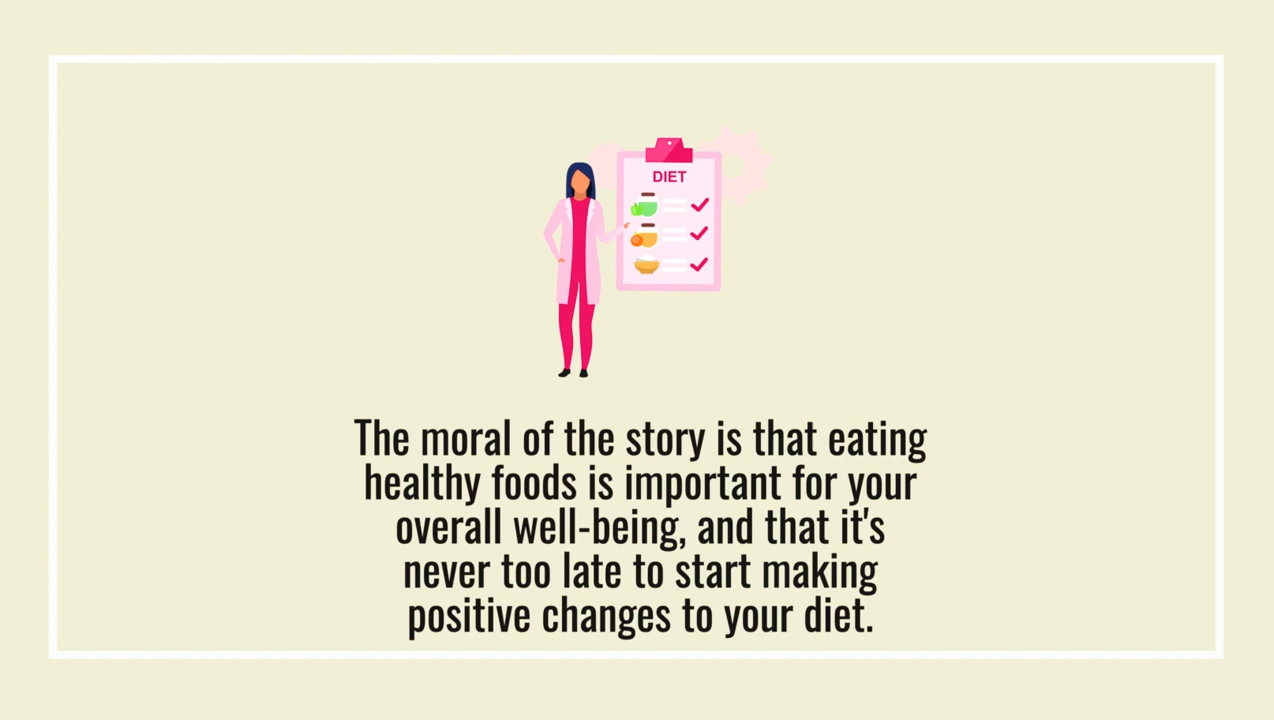 DIET
The moral of the story is that eating
healthy foods is important for your
overall well-being, and that it's
never too late to start making
positive changes to your diet.